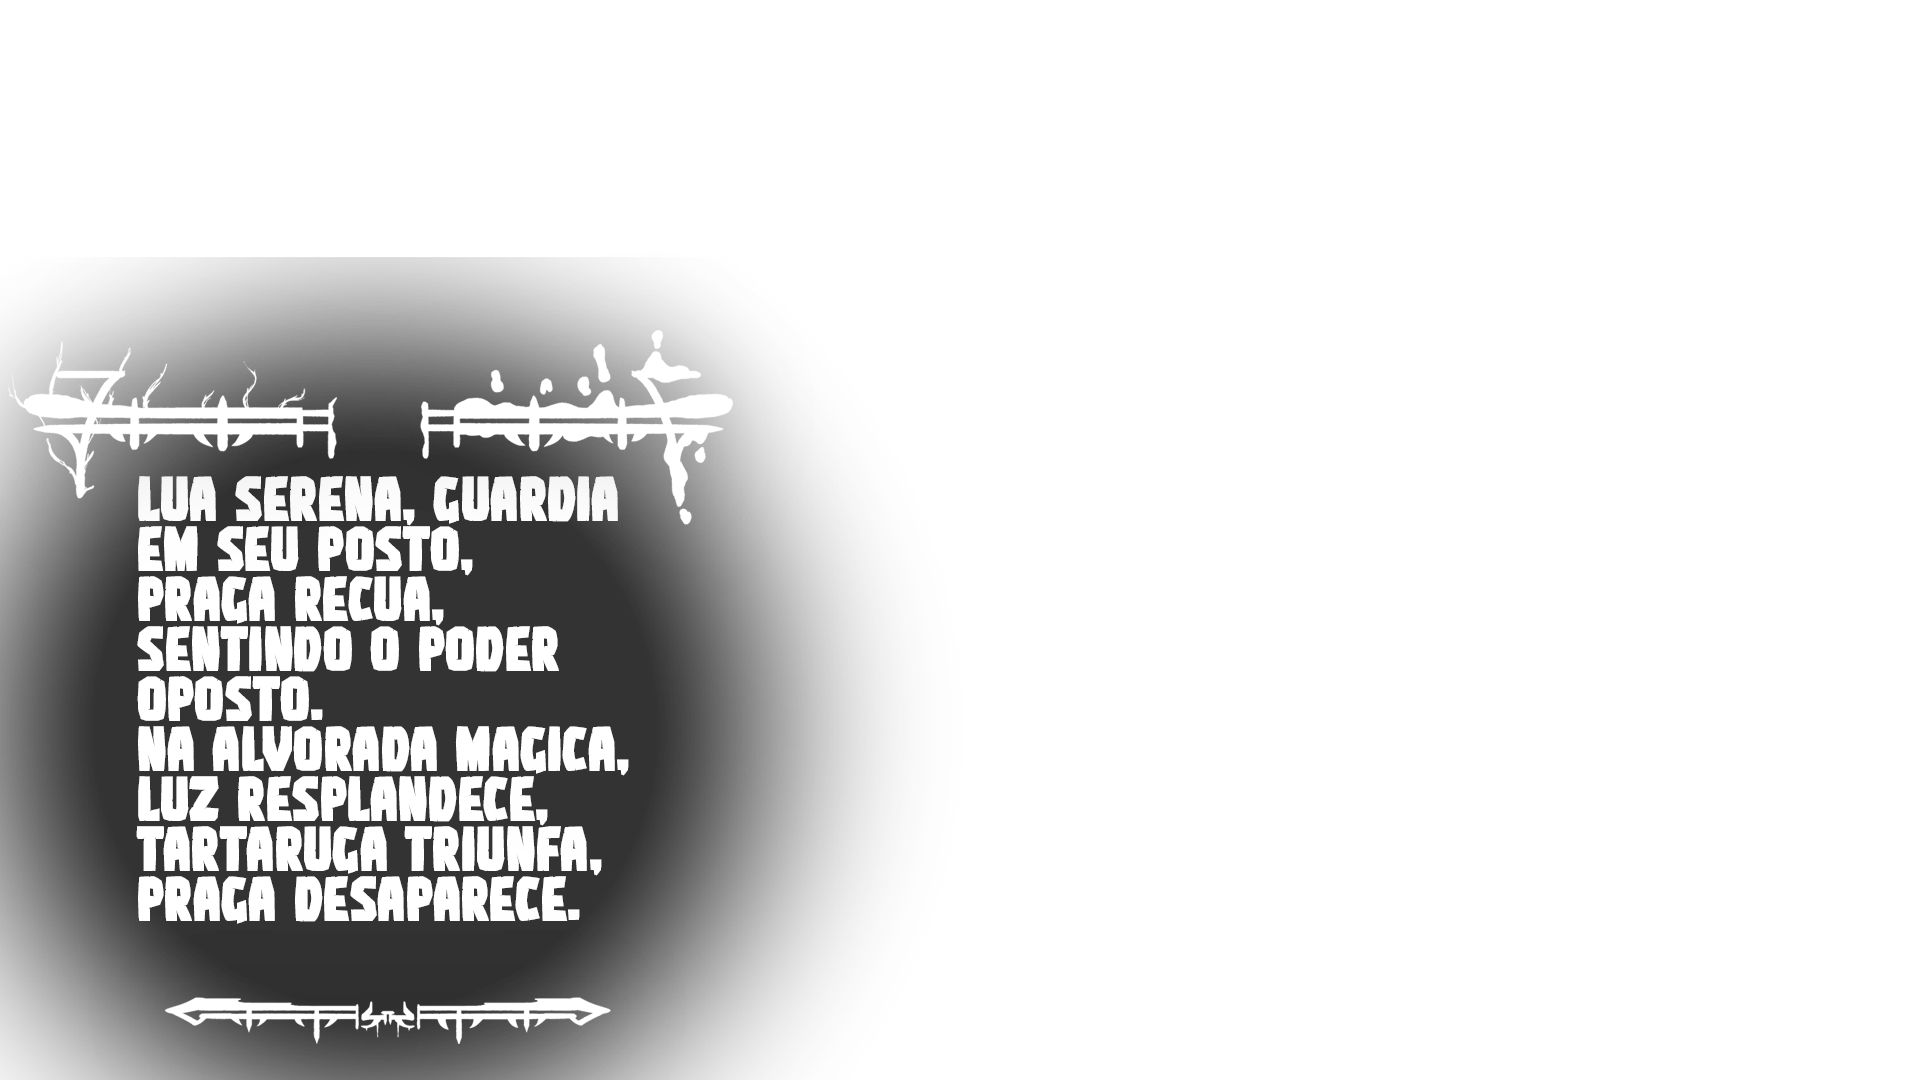 LUA SERENA, GUARDIA
EM SEU POSTO,
PRAGA RECUA,
SENTINDO O PODER
OPOSTO.
NA ALVORADA MAGICA,
LUZ RESPLANDECE,
TARTARUGA TRIUNFA,
PRAGA DESAPARECE.